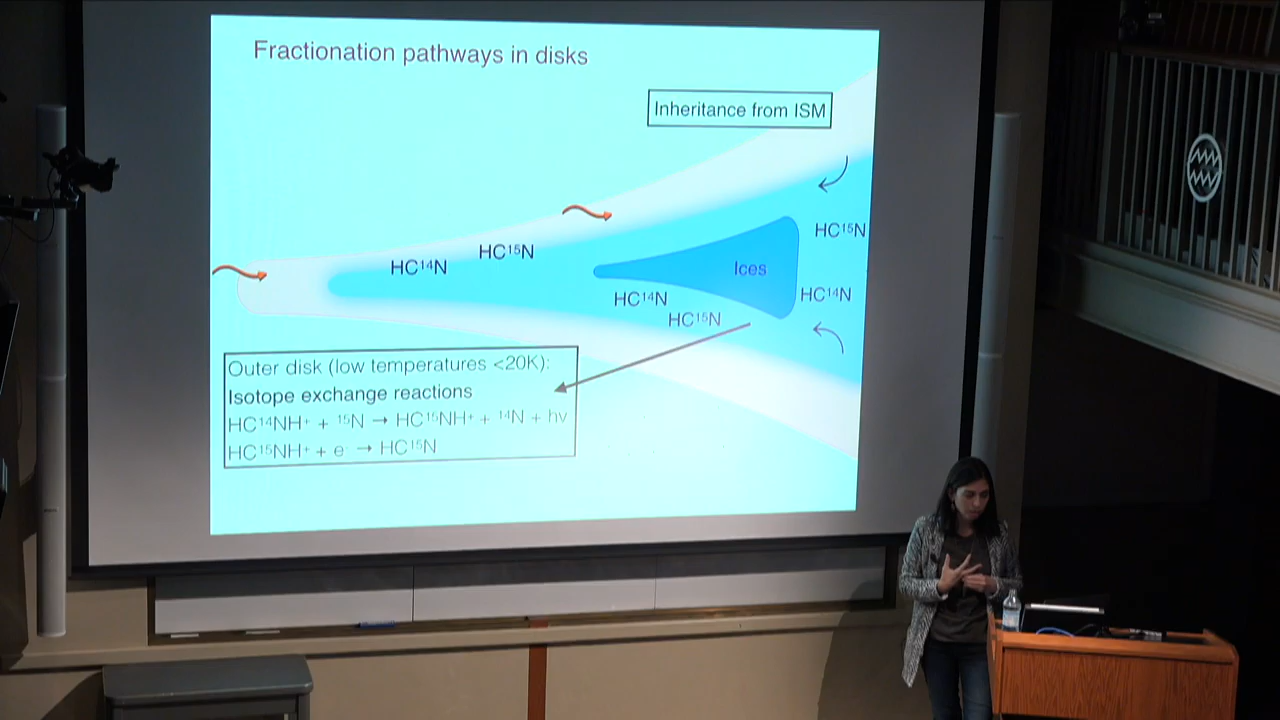 Fractionation pathways in disks
Inheritance from ISM
HC¹⁵N
HC¹⁴N
HC¹⁵N
Ices
HC¹⁴N
HC¹⁴N
HC¹⁵N
Outer disk (low temperatures <20K):
Isotope exchange reactions
HC¹⁴NH⁺ + ¹⁵N → HC¹⁵NH⁺ + ¹⁴N + hν
HC¹⁵NH⁺ + e⁻ → HC¹⁵N